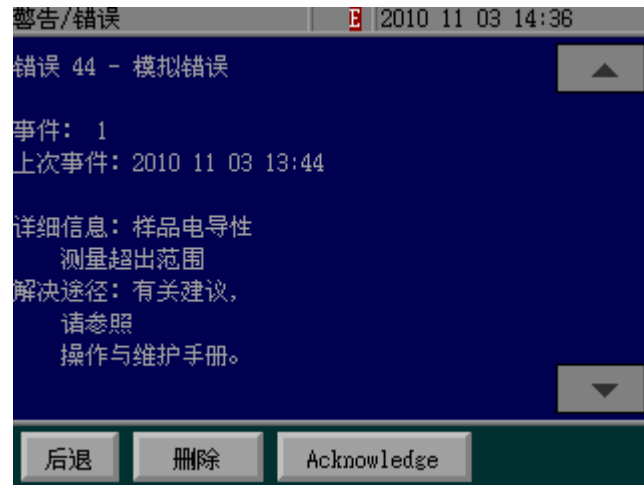 警告/错误 E 2010 11 03 14:36
错误 44 - 模拟错误
事件: 1
上次事件: 2010 11 03 13:44
详细信息: 样品电导性
测量超出范围
解决途径: 有关建议,
请参照
操作与维护手册。
后退 删除 Acknowledge